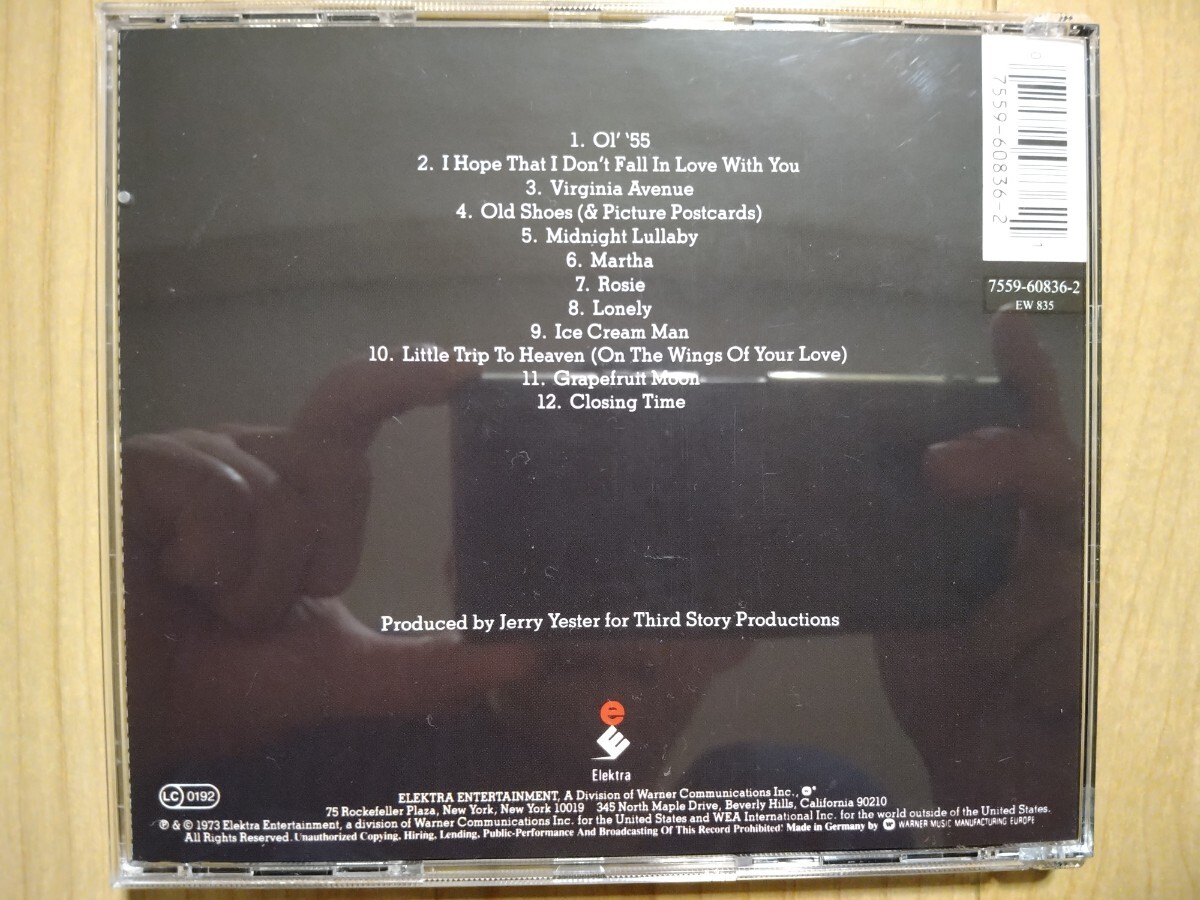 1. Ol' '55
2. I Hope That I Don't Fall In Love With You
3. Virginia Avenue
4. Old Shoes (& Picture Postcards)
5. Midnight Lullaby
6. Martha
7. Rosie
8. Lonely
9. Ice Cream Man
10. Little Trip To Heaven (On The Wings Of Your Love)
11. Grapefruit Moon
12. Closing Time
0 7559-60836-2 1
7559-60836-2
EW 835
Produced by Jerry Yester for Third Story Productions
e
Elektra
LC 0192
ELEKTRA ENTERTAINMENT, A Division of Warner Communications Inc.,
75 Rockefeller Plaza, New York, New York 10019 345 North Maple Drive, Beverly Hills, California 90210
℗ & © 1973 Elektra Entertainment, a division of Warner Communications Inc. for the United States and WEA International Inc. for the world outside of the United States.
All Rights Reserved. Unauthorized Copying, Hiring, Lending, Public-Performance And Broadcasting Of This Record Prohibited! Made in Germany by WARNER MUSIC MANUFACTURING EUROPE